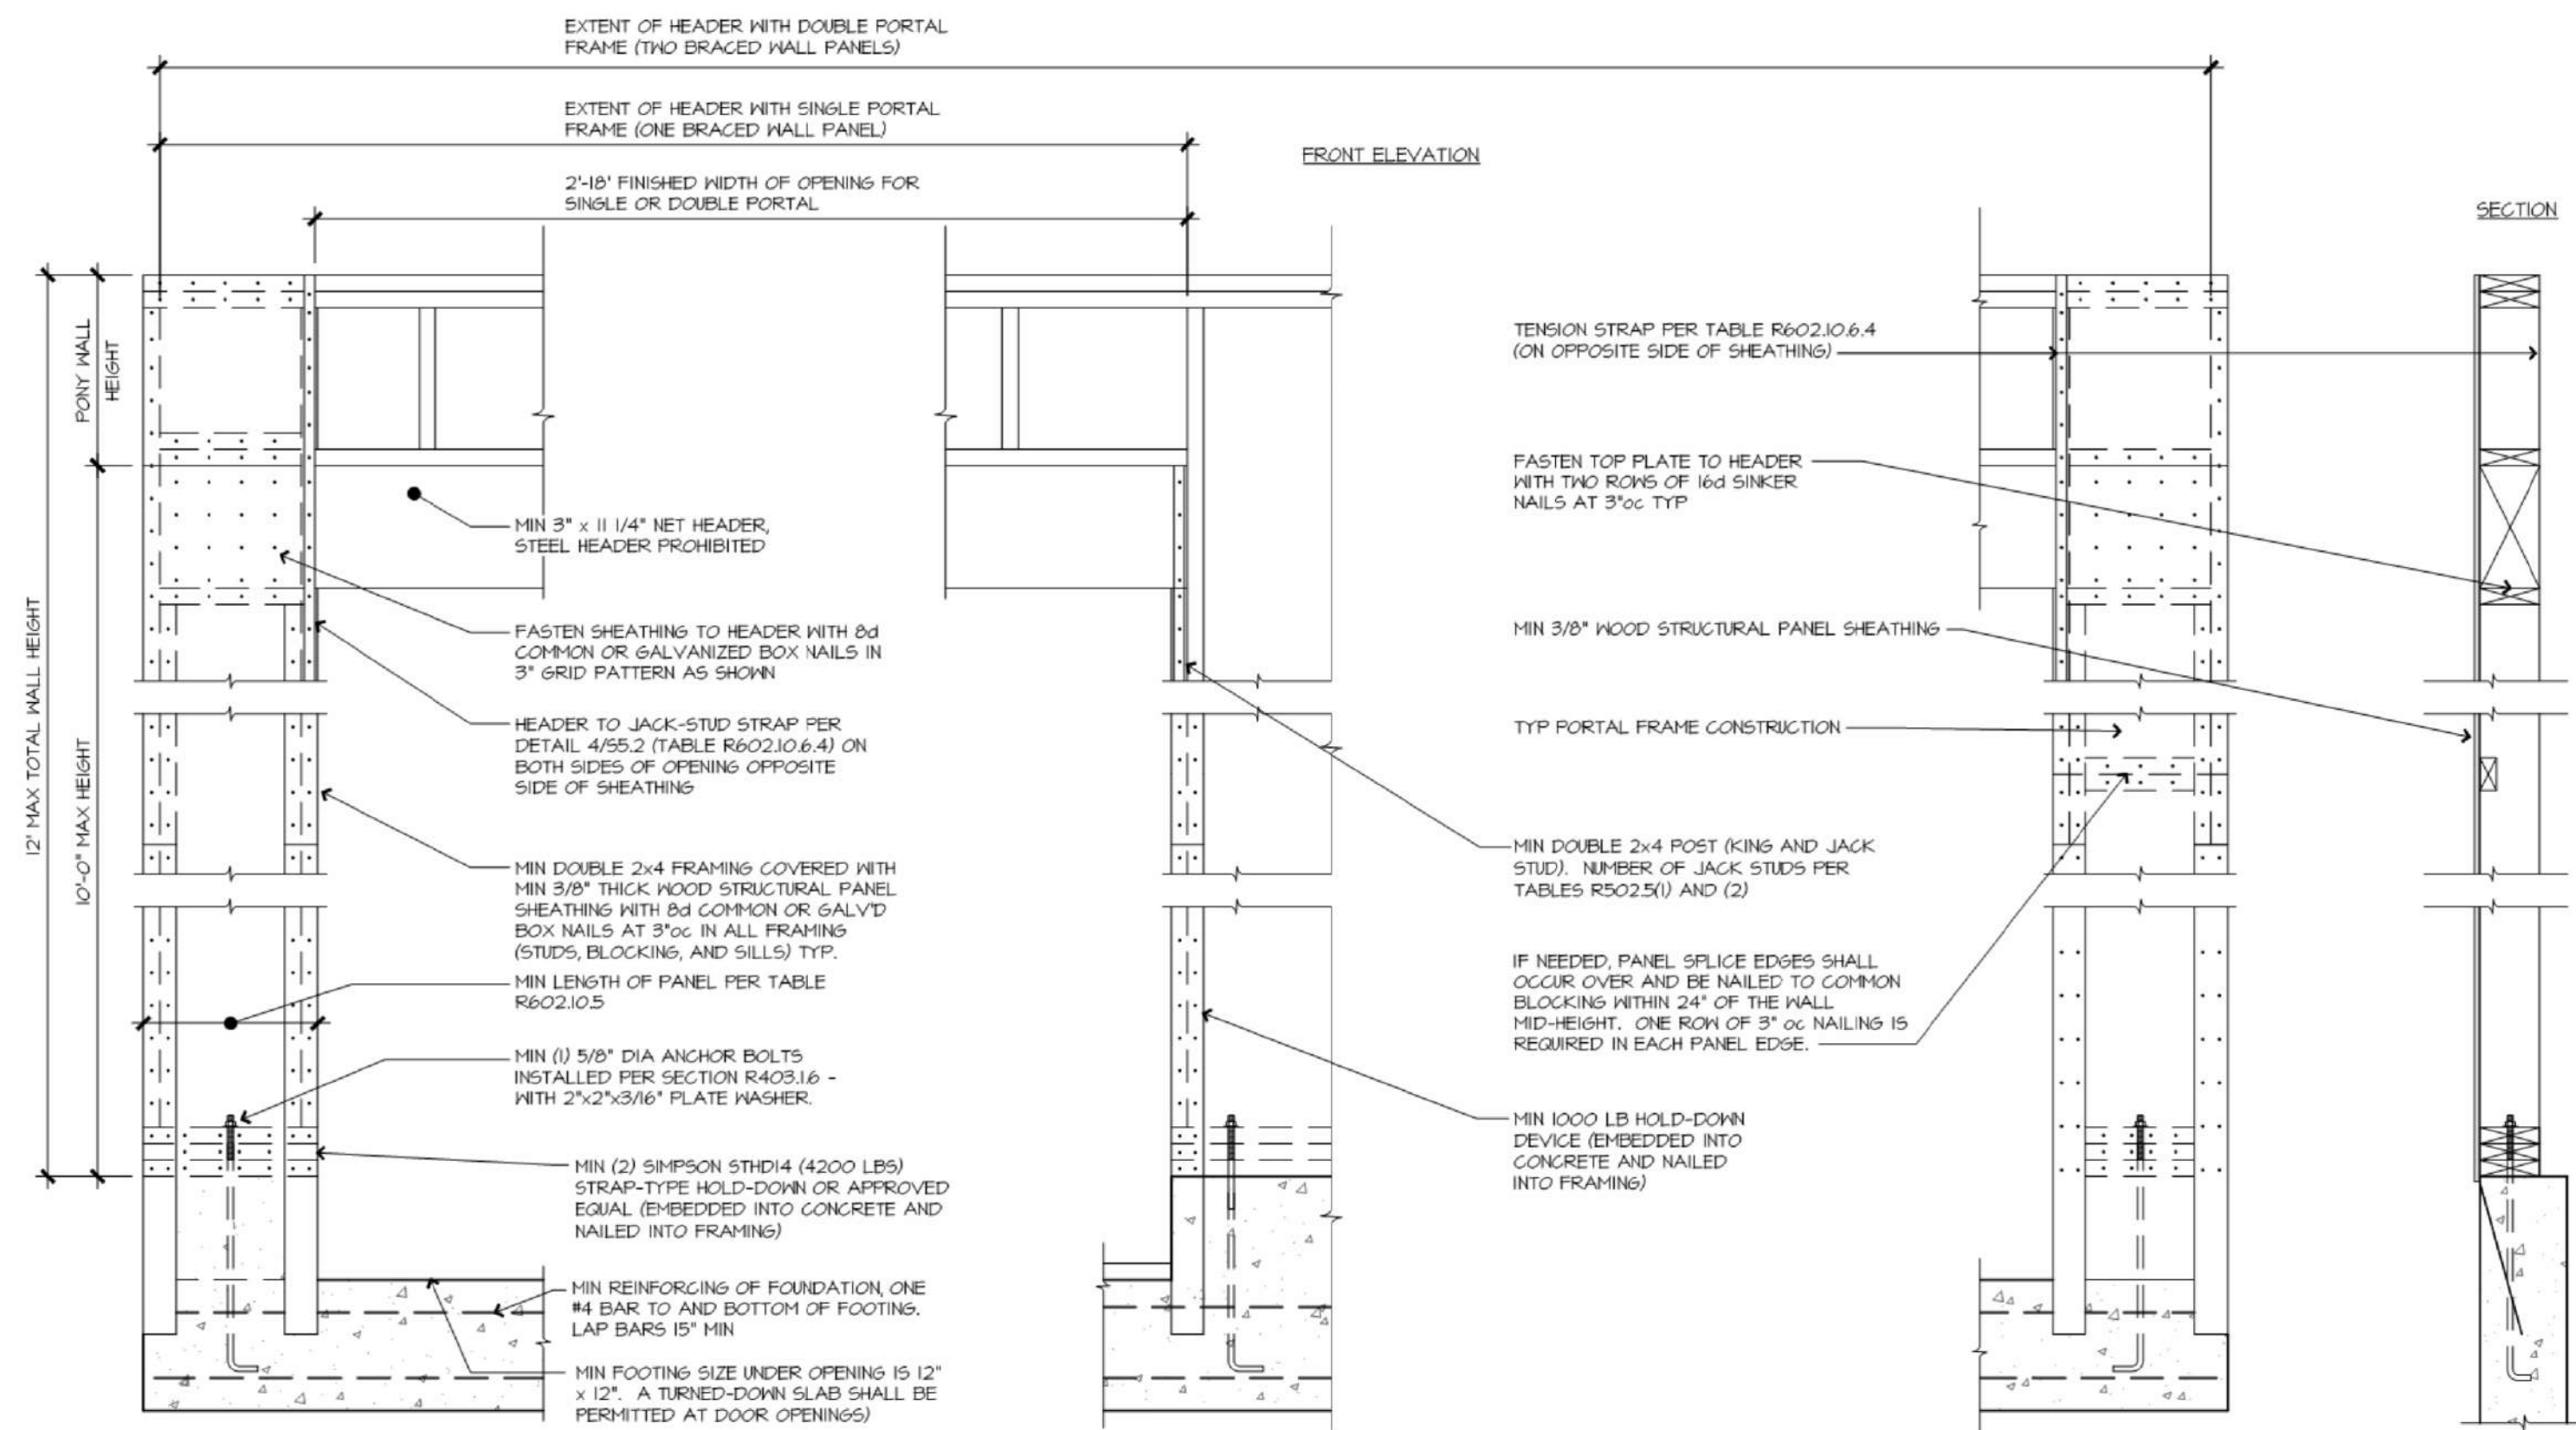 EXTENT OF HEADER WITH DOUBLE PORTAL
FRAME (TWO BRACED WALL PANELS)
EXTENT OF HEADER WITH SINGLE PORTAL
FRAME (ONE BRACED WALL PANEL)
FRONT ELEVATION
2'-18' FINISHED WIDTH OF OPENING FOR
SINGLE OR DOUBLE PORTAL
SECTION
12' MAX TOTAL WALL HEIGHT
PONY WALL
HEIGHT
10'-0" MAX HEIGHT
MIN 3" x 11 1/4" NET HEADER,
STEEL HEADER PROHIBITED
FASTEN SHEATHING TO HEADER WITH 8d
COMMON OR GALVANIZED BOX NAILS IN
3" GRID PATTERN AS SHOWN
HEADER TO JACK-STUD STRAP PER
DETAIL 4/S5.2 (TABLE R602.10.6.4) ON
BOTH SIDES OF OPENING OPPOSITE
SIDE OF SHEATHING
MIN DOUBLE 2x4 FRAMING COVERED WITH
MIN 3/8" THICK WOOD STRUCTURAL PANEL
SHEATHING WITH 8d COMMON OR GALV'D
BOX NAILS AT 3"oc IN ALL FRAMING
(STUDS, BLOCKING, AND SILLS) TYP.
MIN LENGTH OF PANEL PER TABLE
R602.10.5
MIN (1) 5/8" DIA ANCHOR BOLTS
INSTALLED PER SECTION R403.1.6 -
WITH 2"x2"x3/16" PLATE WASHER.
MIN (2) SIMPSON STHD14 (4200 LBS)
STRAP-TYPE HOLD-DOWN OR APPROVED
EQUAL (EMBEDDED INTO CONCRETE AND
NAILED INTO FRAMING)
MIN REINFORCING OF FOUNDATION, ONE
#4 BAR TO AND BOTTOM OF FOOTING.
LAP BARS 15" MIN
MIN FOOTING SIZE UNDER OPENING IS 12"
x 12". A TURNED-DOWN SLAB SHALL BE
PERMITTED AT DOOR OPENINGS)
TENSION STRAP PER TABLE R602.10.6.4
(ON OPPOSITE SIDE OF SHEATHING)
FASTEN TOP PLATE TO HEADER
WITH TWO ROWS OF 16d SINKER
NAILS AT 3"oc TYP
MIN 3/8" WOOD STRUCTURAL PANEL SHEATHING
TYP PORTAL FRAME CONSTRUCTION
MIN DOUBLE 2x4 POST (KING AND JACK
STUD). NUMBER OF JACK STUDS PER
TABLES R502.5(1) AND (2)
IF NEEDED, PANEL SPLICE EDGES SHALL
OCCUR OVER AND BE NAILED TO COMMON
BLOCKING WITHIN 24" OF THE WALL
MID-HEIGHT. ONE ROW OF 3" oc NAILING IS
REQUIRED IN EACH PANEL EDGE.
MIN 1000 LB HOLD-DOWN
DEVICE (EMBEDDED INTO
CONCRETE AND NAILED
INTO FRAMING)